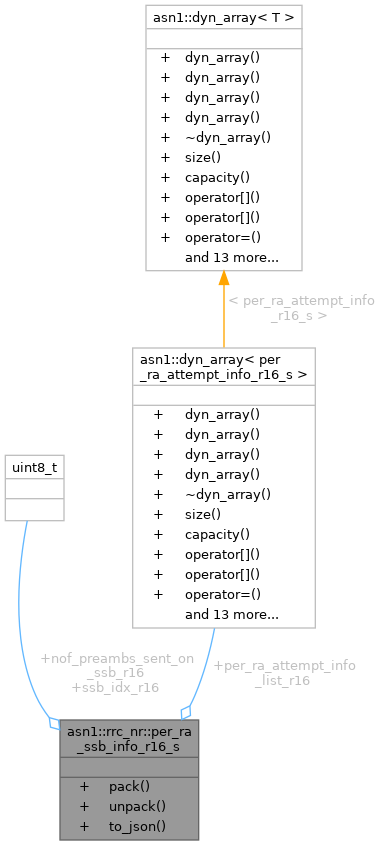 asn1::dyn_array< T >
+ dyn_array()
+ dyn_array()
+ dyn_array()
+ dyn_array()
+ ~dyn_array()
+ size()
+ capacity()
+ operator[]()
+ operator[]()
+ operator=()
and 13 more...
< per_ra_attempt_info
_r16_s >
asn1::dyn_array< per
_ra_attempt_info_r16_s >
+ dyn_array()
+ dyn_array()
+ dyn_array()
+ dyn_array()
+ ~dyn_array()
+ size()
+ capacity()
+ operator[]()
+ operator[]()
+ operator=()
and 13 more...
uint8_t
+nof_preambs_sent_on
_ssb_r16
+ssb_idx_r16
+per_ra_attempt_info
_list_r16
asn1::rrc_nr::per_ra
_ssb_info_r16_s
+ pack()
+ unpack()
+ to_json()